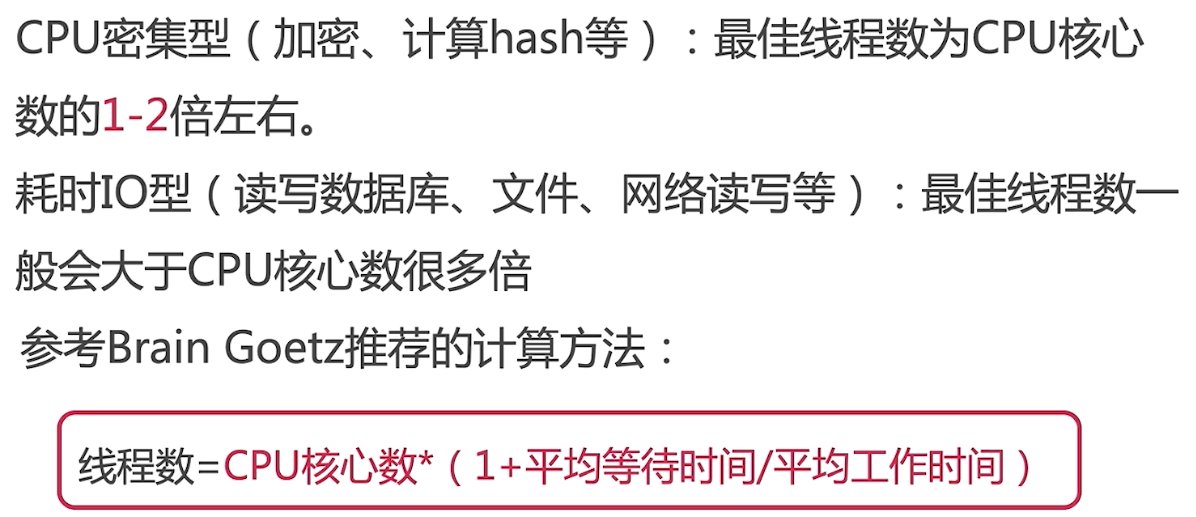 CPU密集型（加密、计算hash等）：最佳线程数为CPU核心
数的1-2倍左右。
耗时IO型（读写数据库、文件、网络读写等）：最佳线程数一
般会大于CPU核心数很多倍
参考Brain Goetz推荐的计算方法：
线程数=CPU核心数*（1+平均等待时间/平均工作时间）